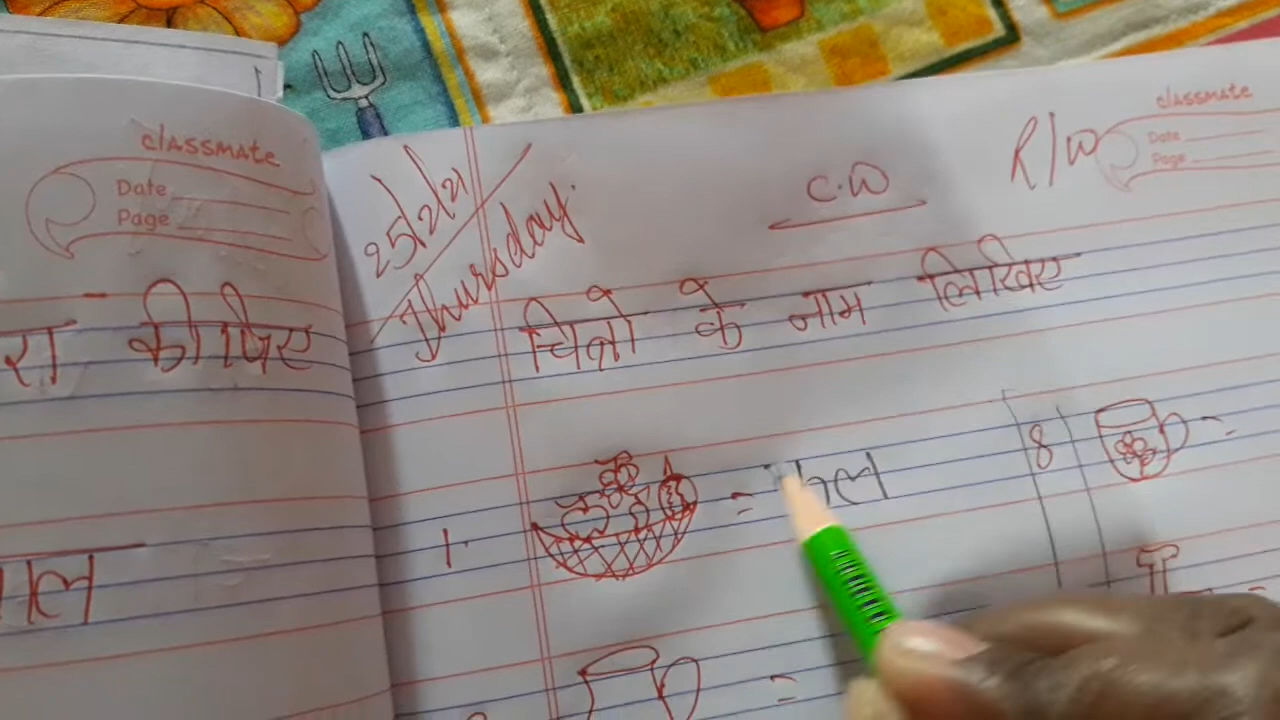 classmate
Date
Page
रा कीजिए
ाल
classmate
Date
Page
25/2/21
Thursday.
C.W
R/W
चित्रो के नाम लिखिए
1. = फल
8 =
=